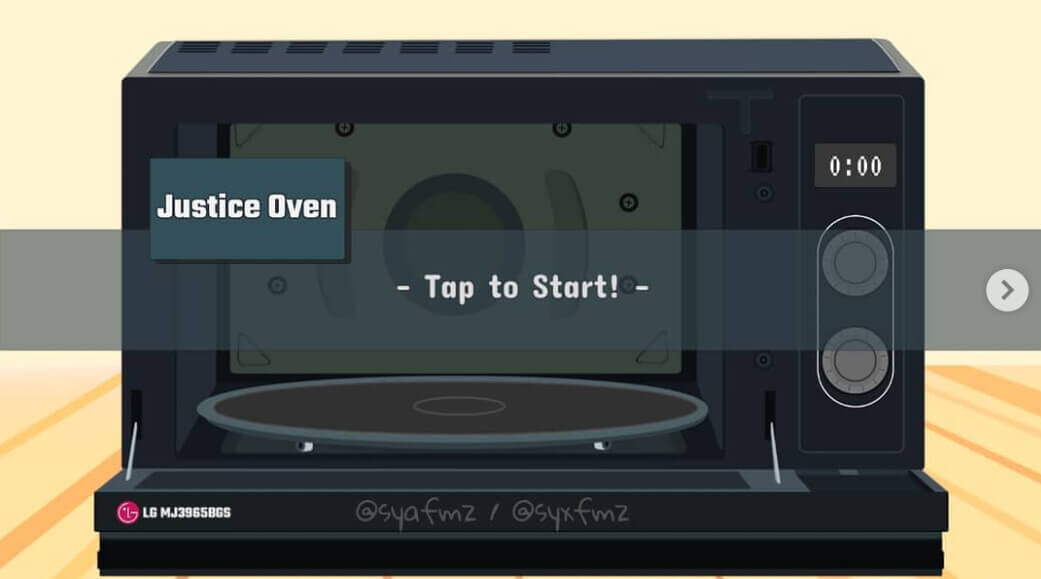 0:00
Justice Oven
- Tap to Start! -
LG MJ3965BGS
@syafmz / @syxfmz